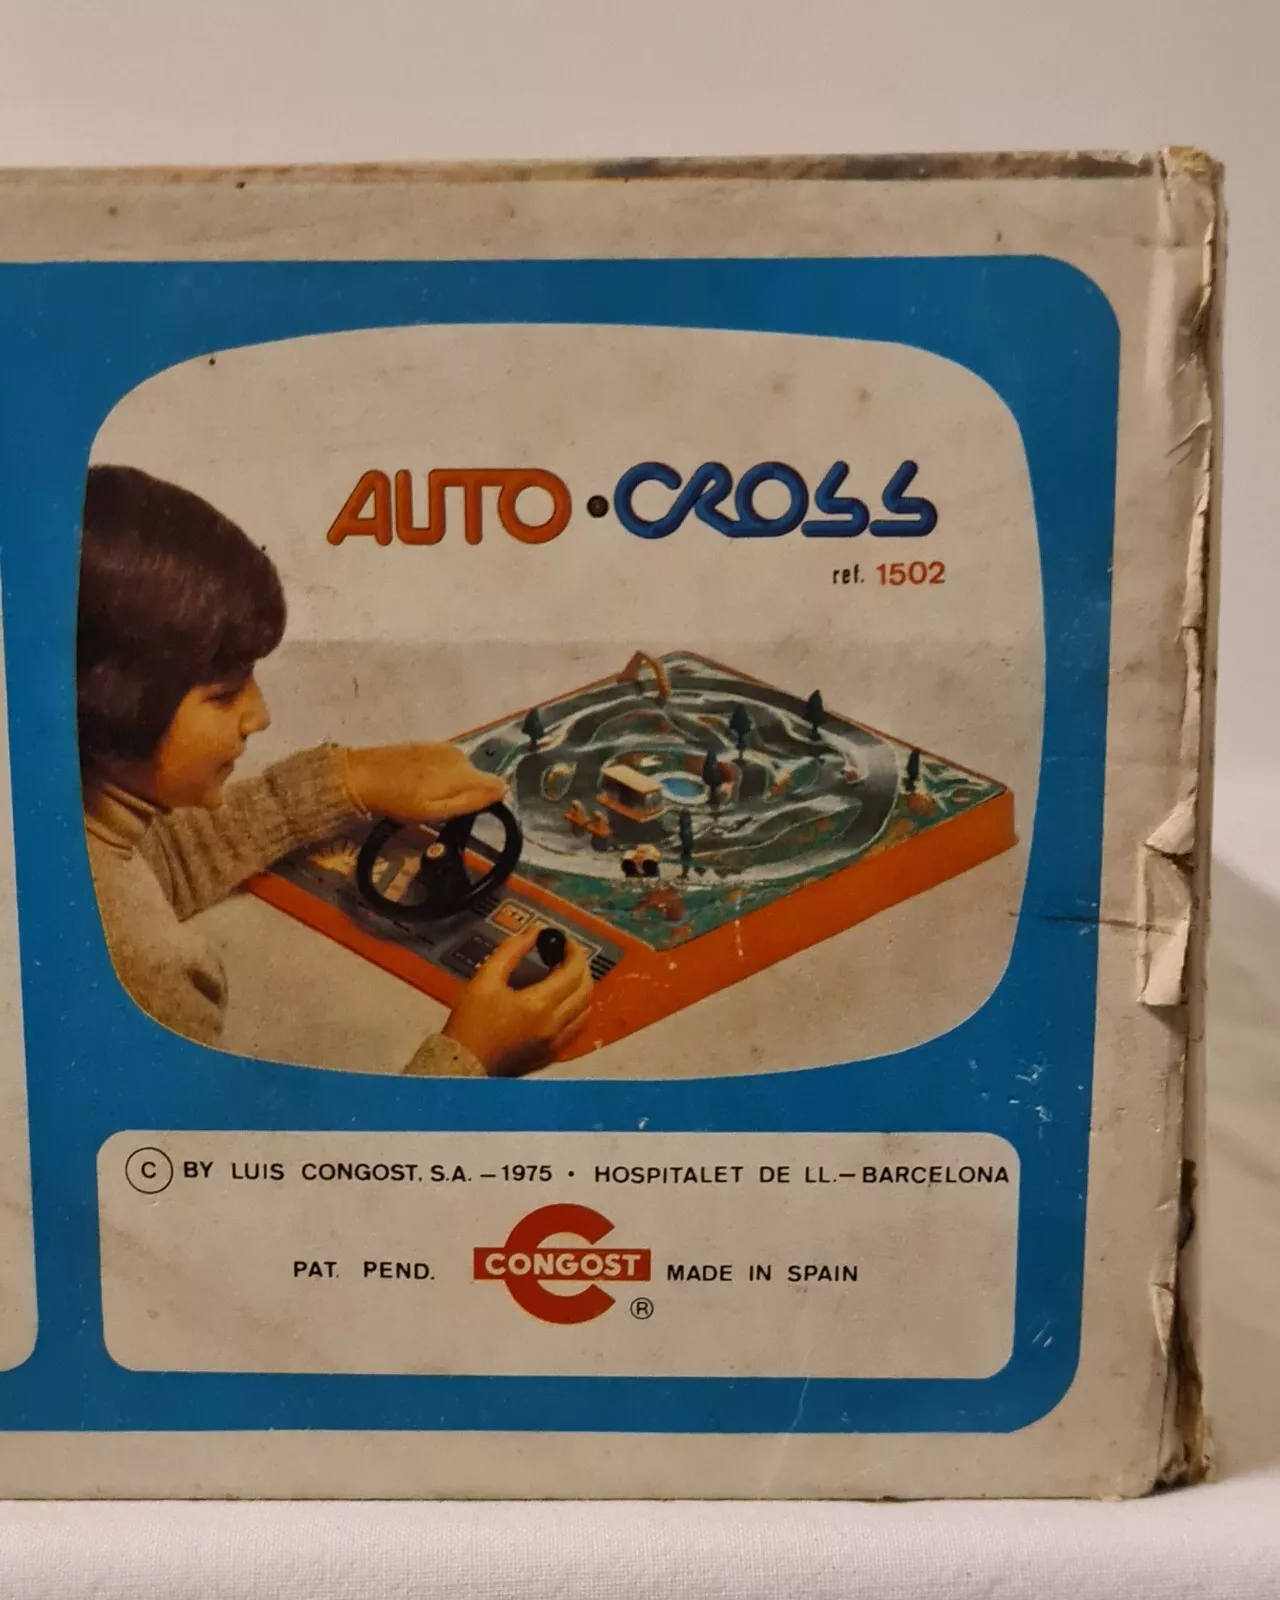 AUTO·CROSS
ref. 1502
© BY LUIS CONGOST, S.A. – 1975 · HOSPITALET DE LL.– BARCELONA
PAT. PEND. CONGOST ® MADE IN SPAIN